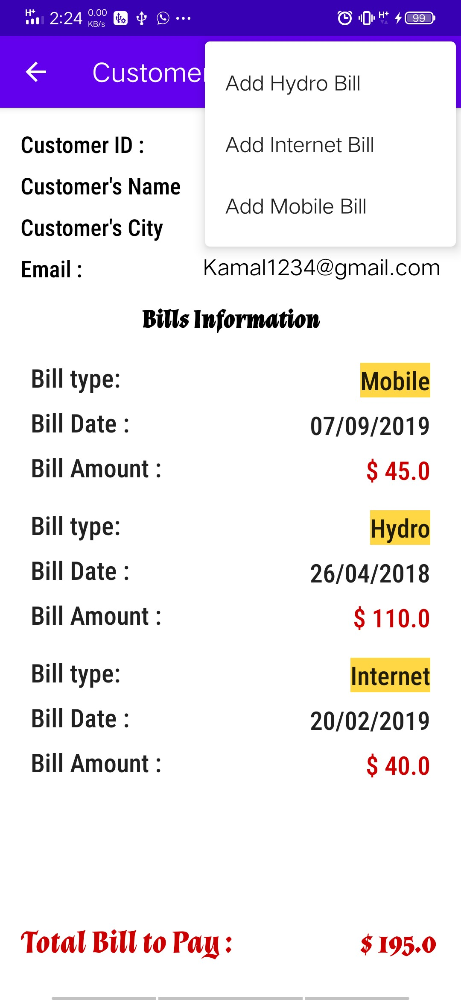 H+ 2:24 0.00 KB/s H+ 99
Customer
Add Hydro Bill
Add Internet Bill
Add Mobile Bill
Customer ID :
Customer's Name
Customer's City
Email : Kamal1234@gmail.com
Bills Information
Bill type: Mobile
Bill Date : 07/09/2019
Bill Amount : $ 45.0
Bill type: Hydro
Bill Date : 26/04/2018
Bill Amount : $ 110.0
Bill type: Internet
Bill Date : 20/02/2019
Bill Amount : $ 40.0
Total Bill to Pay : $ 195.0